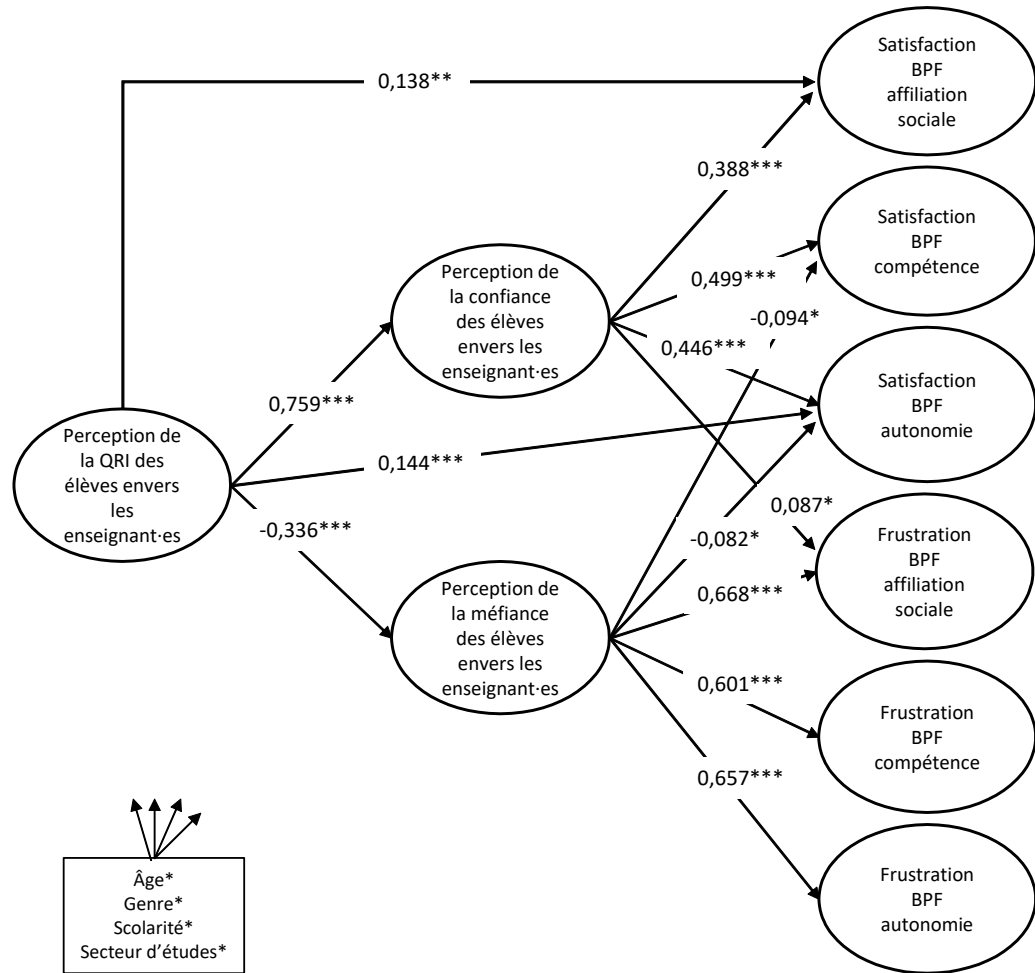 Satisfaction
BPF
affiliation
sociale
0,138**
0,388***
Satisfaction
BPF
compétence
Perception de
la confiance
des élèves
envers les
enseignant·es
0,499***
-0,094*
0,446***
Satisfaction
BPF
autonomie
0,759***
Perception de
la QRI des
élèves envers
les
enseignant·es
0,144***
0,087*
-0,336***
-0,082*
Frustration
BPF
affiliation
sociale
Perception de
la méfiance
des élèves
envers les
enseignant·es
0,668***
0,601***
Frustration
BPF
compétence
0,657***
Frustration
BPF
autonomie
Âge*
Genre*
Scolarité*
Secteur d'études*